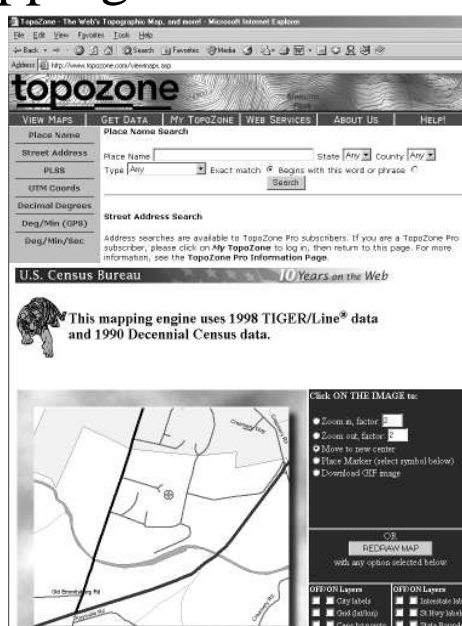 pping
TopoZone - The Web's Topographic Map, and more! - Microsoft Internet Explorer
File Edit View Favorites Tools Help
Back Search Favorites Media
Address http://www.topozone.com/viewmaps.asp
topozone
VIEW MAPS GET DATA MY TOPOZONE WEB SERVICES ABOUT US HELP!
Place Name
Street Address
PLSS
UTM Coords
Decimal Degrees
Deg/Min (GPS)
Deg/Min/Sec
Place Name Search
Place Name State Any County Any
Type Any Exact match Begins with this word or phrase
Search
Street Address Search
Address searches are available to TopoZone Pro subscribers. If you are a TopoZone Pro
subscriber, please click on My TopoZone to log in, then return to this page. For more
information, see the TopoZone Pro Information Page.
U.S. Census Bureau 10 Years on the Web
This mapping engine uses 1998 TIGER/Line® data
and 1990 Decennial Census data.
Click ON THE IMAGE to:
Zoom in, factor: 2
Zoom out, factor: 2
Move to new center
Place Marker (select symbol below)
Download GIF image
OR
REDRAW MAP
with any option selected below
OFF/ON Layers OFF/ON Layers
City labels Interstate lab
Grid (lat/lon) St Hwy label